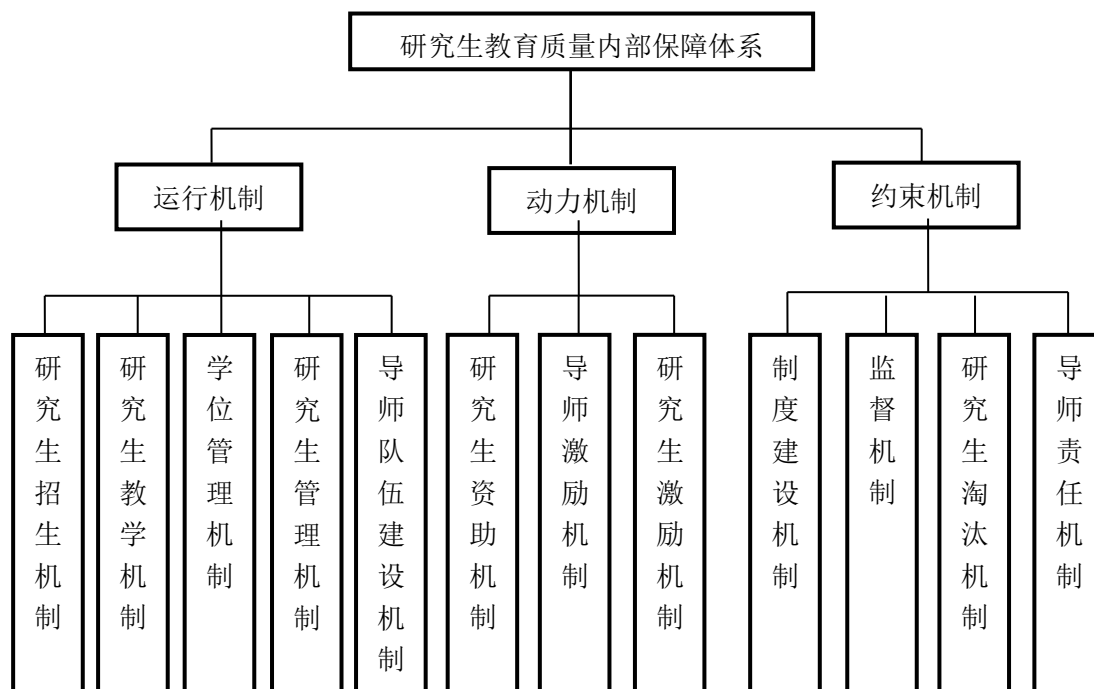 研究生教育质量内部保障体系
运行机制
动力机制
约束机制
研究生招生机制
研究生教学机制
学位管理机制
研究生管理机制
导师队伍建设机制
研究生资助机制
导师激励机制
研究生激励机制
制度建设机制
监督机制
研究生淘汰机制
导师责任机制